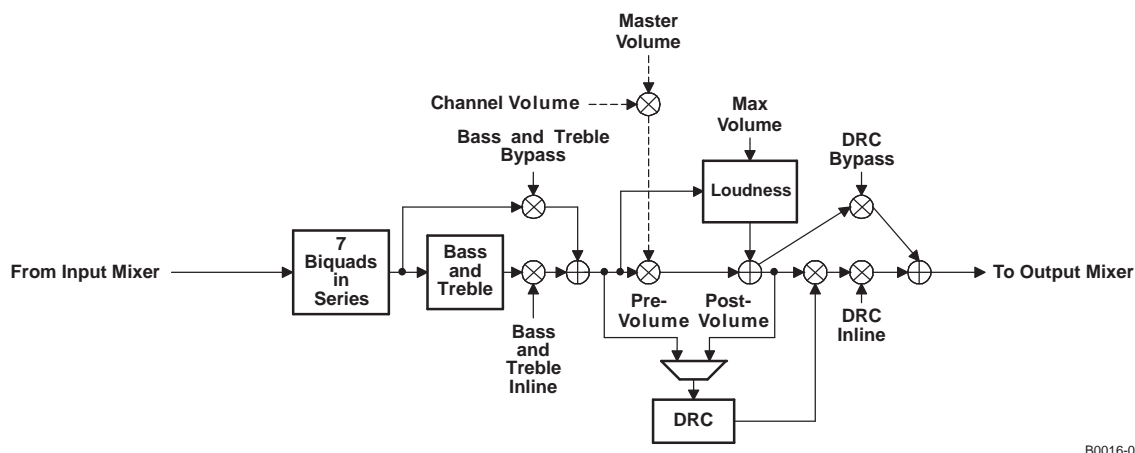 Master
Volume
Channel Volume
Max
Volume
Bass and Treble
Bypass
DRC
Bypass
Loudness
7
Biquads
in
Series
Bass
and
Treble
From Input Mixer
To Output Mixer
Pre-
Volume
Post-
Volume
DRC
Inline
Bass
and
Treble
Inline
DRC
B0016-0